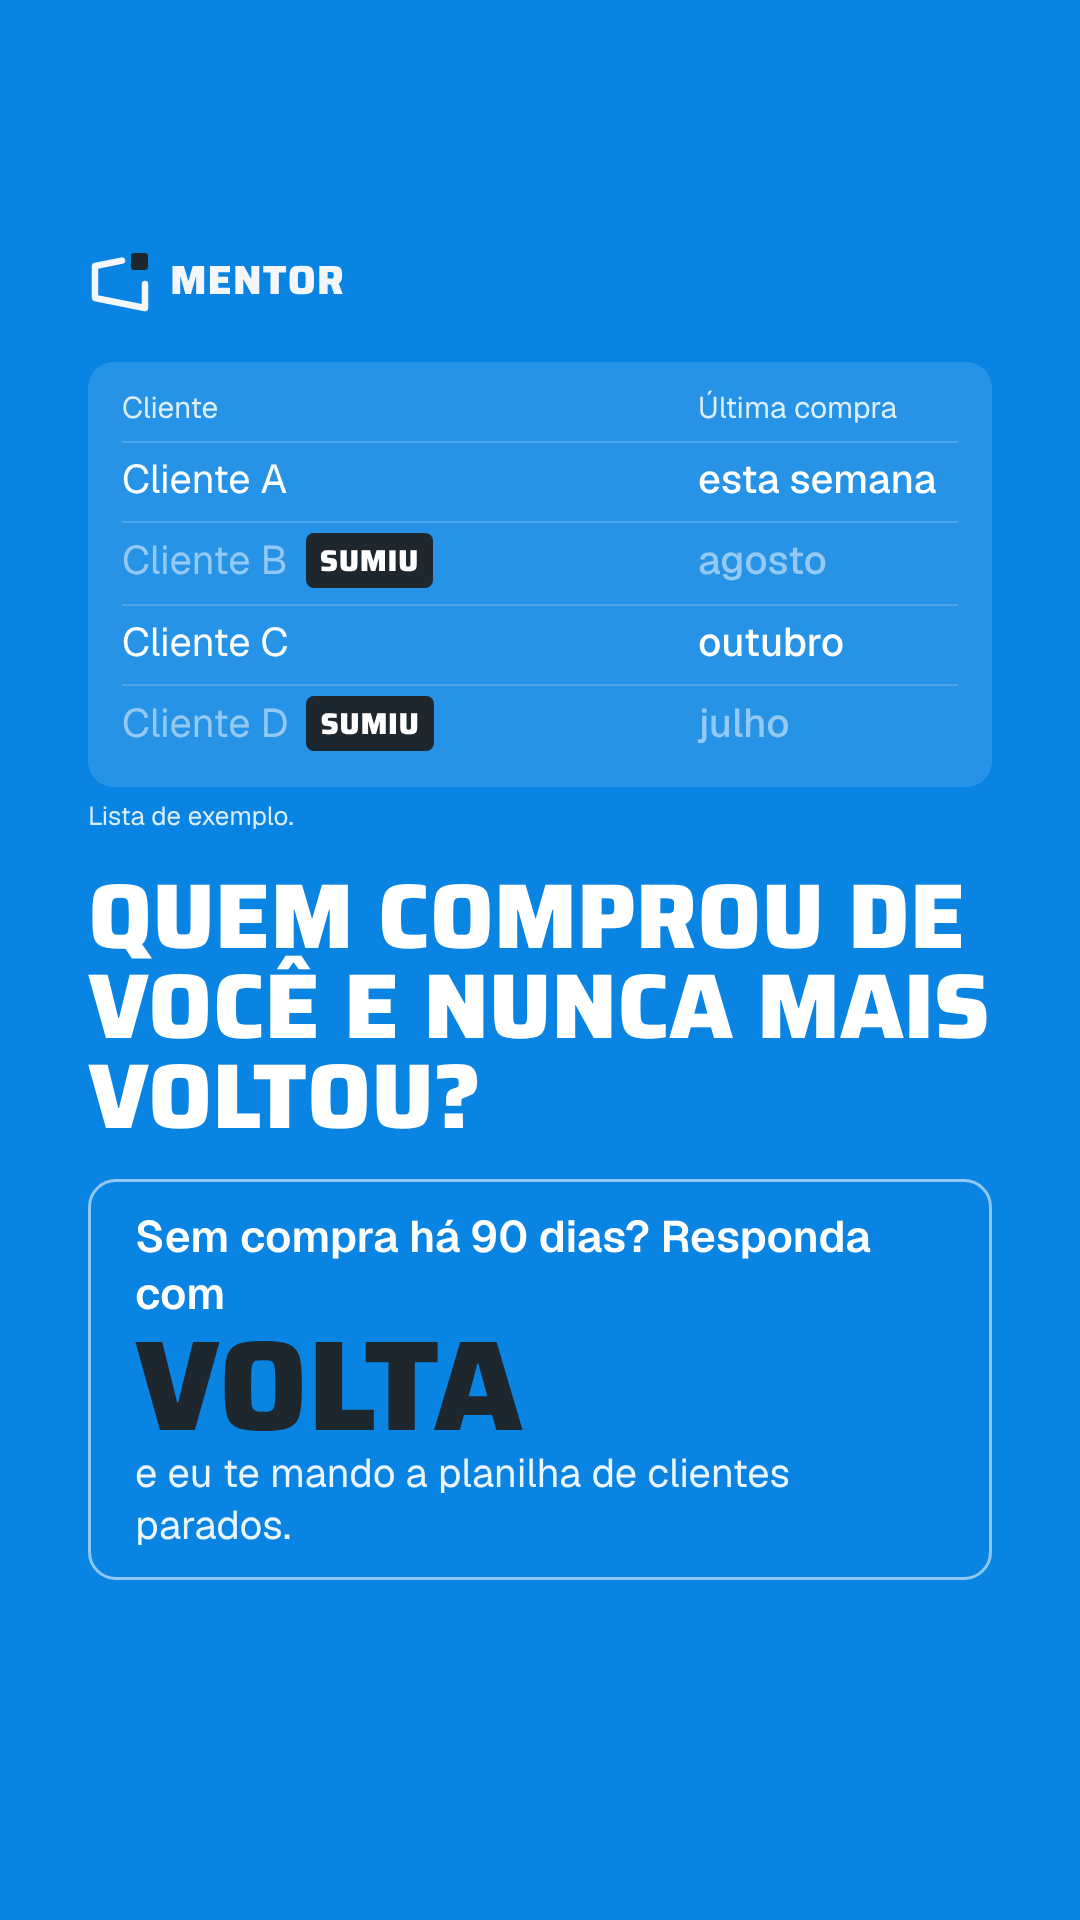 MENTOR
Cliente Última compra
Cliente A esta semana
Cliente B SUMIU agosto
Cliente C outubro
Cliente D SUMIU julho
Lista de exemplo.
QUEM COMPROU DE
VOCÊ E NUNCA MAIS
VOLTOU?
Sem compra há 90 dias? Responda
com
VOLTA
e eu te mando a planilha de clientes
parados.